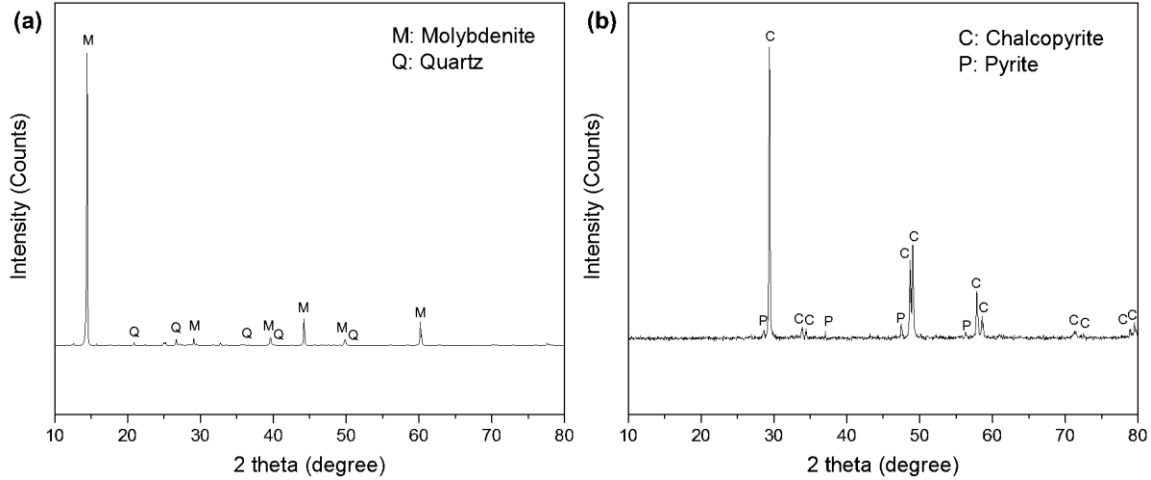 (a)
M: Molybdenite
Q: Quartz
M
Q
Q
M
Q
M
Q
M
M
Q
M
Intensity (Counts)
10 20 30 40 50 60 70 80
2 theta (degree)
(b)
C: Chalcopyrite
P: Pyrite
C
P
C
C
P
P
C
C
P
C
C
C
C
C
C
Intensity (Counts)
10 20 30 40 50 60 70 80
2 theta (degree)